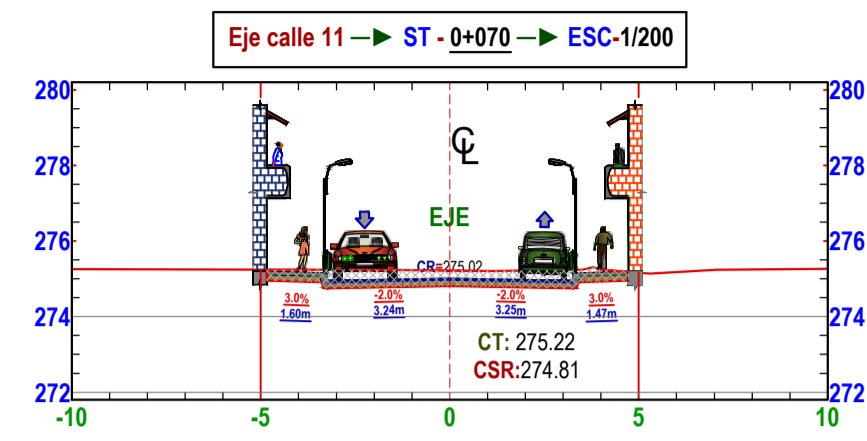 Eje calle 11 ST - 0+070 ESC-1/200
280 280
278 278
CL
EJE
276 276
CR=275.02
3.0% -2.0% -2.0% 3.0%
1.60m 3.24m 3.25m 1.47m
274 274
CT: 275.22
CSR:274.81
272 272
-10 -5 0 5 10